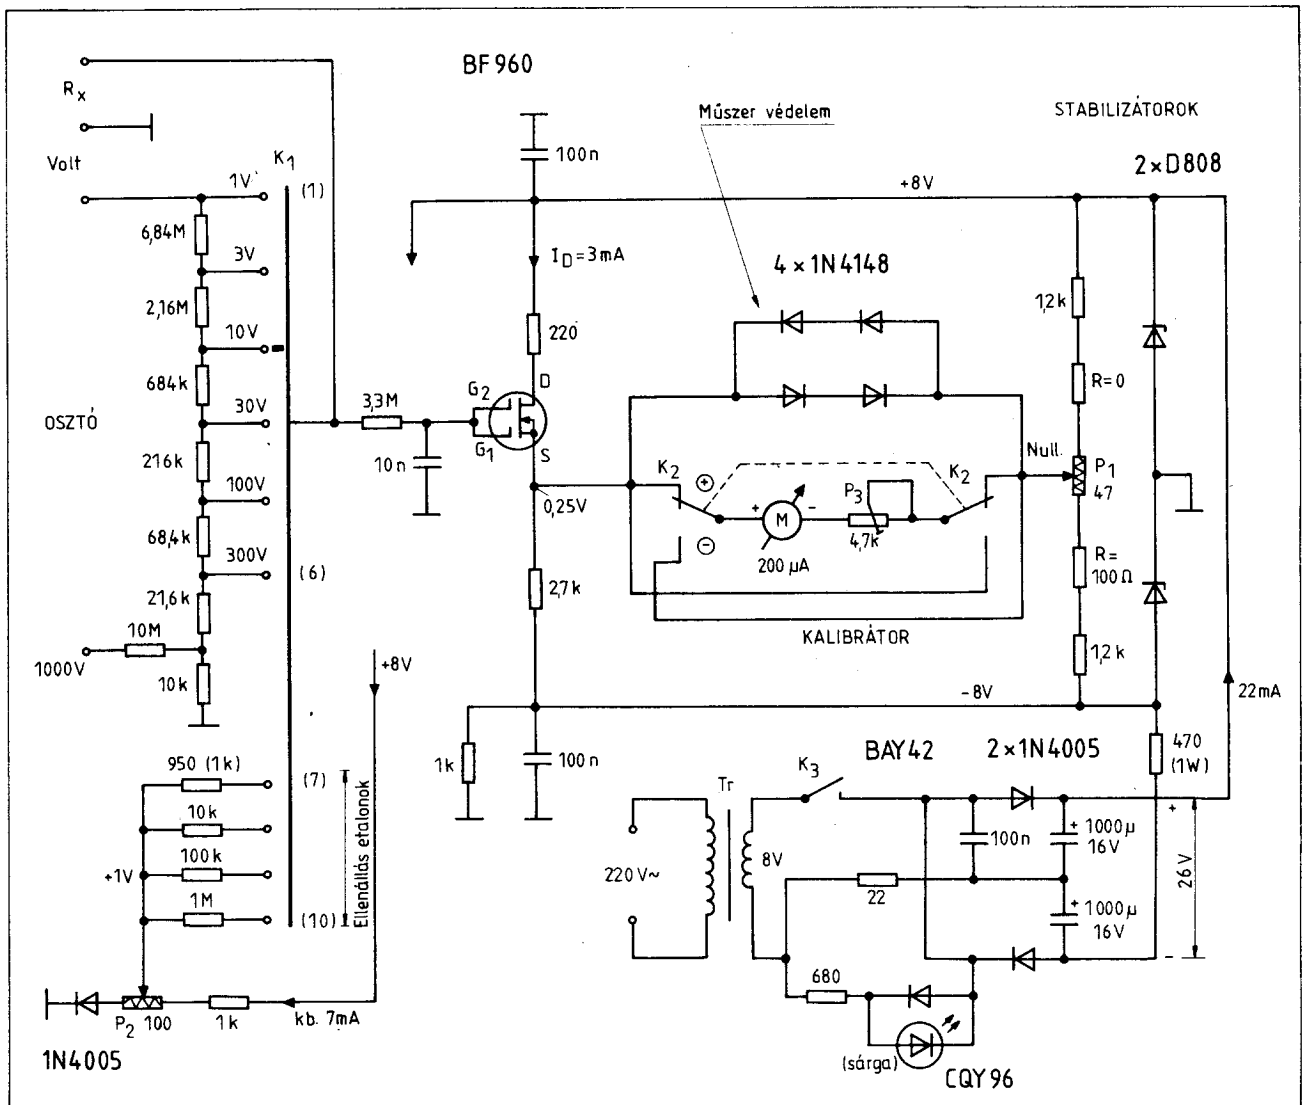 BF960
Rx
Műszer védelem
STABILIZÁTOROK
Volt
K1
100n
2×D808
1V
(1)
+8V
6,84M
3V
ID=3mA
4×1N4148
2,16M
1,2k
10V
220
684k
D
R=0
G2
3,3M
30V
OSZTÓ
G1
S
10n
K2
+
K2
Null.
P1
47
216k
100V
0,25V
P3
+
M
-
4,7k
68,4k
-
200µA
R=
100Ω
300V
(6)
2,7k
21,6k
10M
KALIBRÁTOR
1000V
10k
+8V
1,2k
-8V
22mA
950 (1k)
(7)
1k
100n
BAY42
2×1N4005
470
(1W)
10k
Ellenállás etalonok
Tr
K3
+
100k
+1V
100n
+
1000µ
16V
8V
220V~
26V
1M
(10)
22
+
1000µ
16V
-
680
P2
100
1k
kb. 7mA
1N4005
(sárga)
CQY96